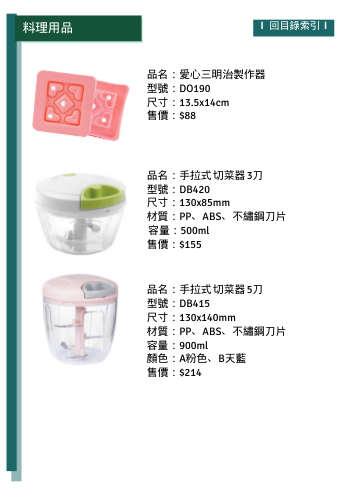 料理用品
回目錄索引
品名：愛心三明治製作器
型號：DO190
尺寸：13.5x14cm
售價：$88
品名：手拉式切菜器3刀
型號：DB420
尺寸：130x85mm
材質：PP、ABS、不鏽鋼刀片
容量：500ml
售價：$155
品名：手拉式切菜器5刀
型號：DB415
尺寸：130x140mm
材質：PP、ABS、不鏽鋼刀片
容量：900ml
顏色：A粉色、B天藍
售價：$214